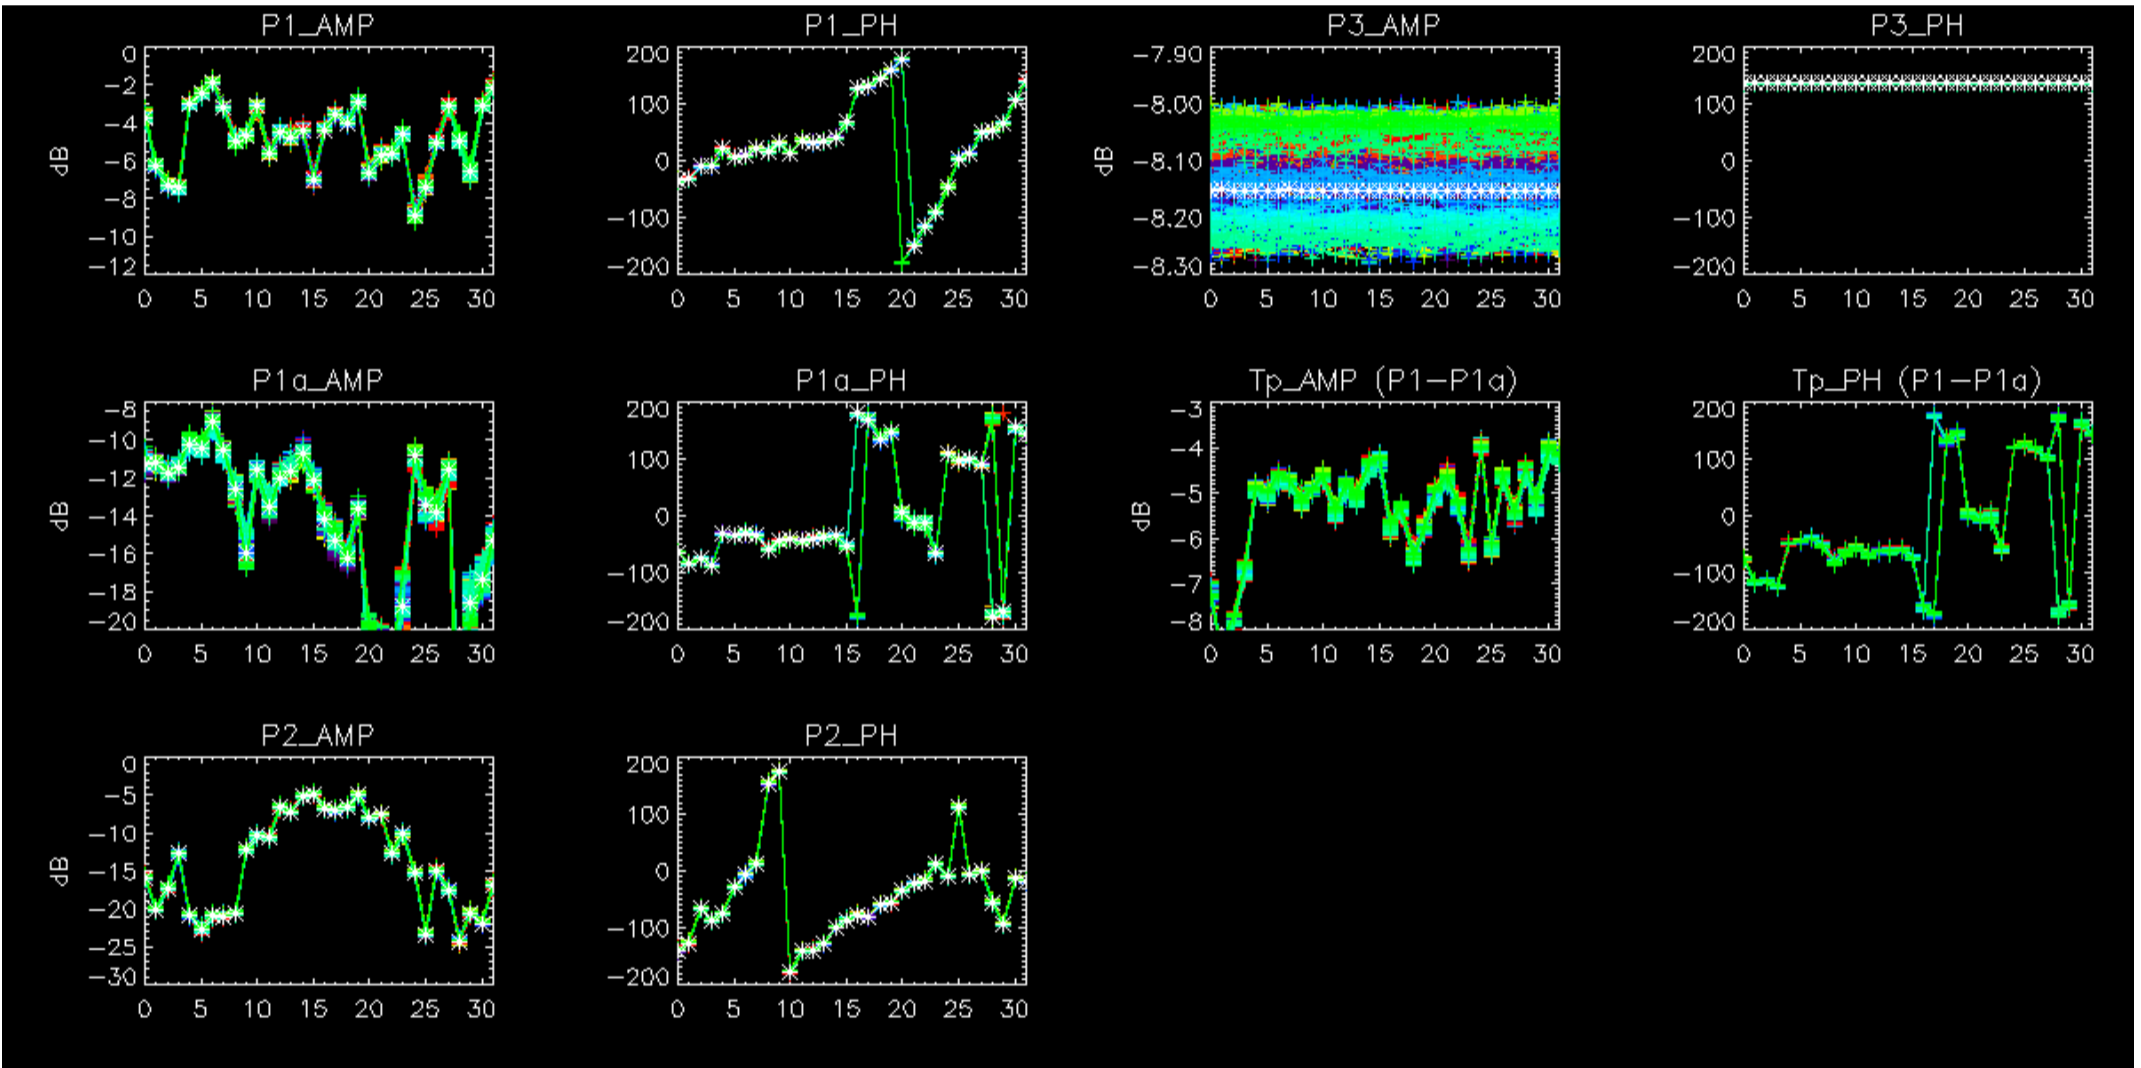 P1_AMP
dB
0
−2
−4
−6
−8
−10
−12
0 5 10 15 20 25 30
P1_PH
200
100
0
−100
−200
0 5 10 15 20 25 30
P3_AMP
dB
−7.90
−8.00
−8.10
−8.20
−8.30
0 5 10 15 20 25 30
P3_PH
200
100
0
−100
−200
0 5 10 15 20 25 30
P1a_AMP
dB
−8
−10
−12
−14
−16
−18
−20
0 5 10 15 20 25 30
P1a_PH
200
100
0
−100
−200
0 5 10 15 20 25 30
Tp_AMP (P1−P1a)
dB
−3
−4
−5
−6
−7
−8
0 5 10 15 20 25 30
Tp_PH (P1−P1a)
200
100
0
−100
−200
0 5 10 15 20 25 30
P2_AMP
dB
0
−5
−10
−15
−20
−25
−30
0 5 10 15 20 25 30
P2_PH
200
100
0
−100
−200
0 5 10 15 20 25 30